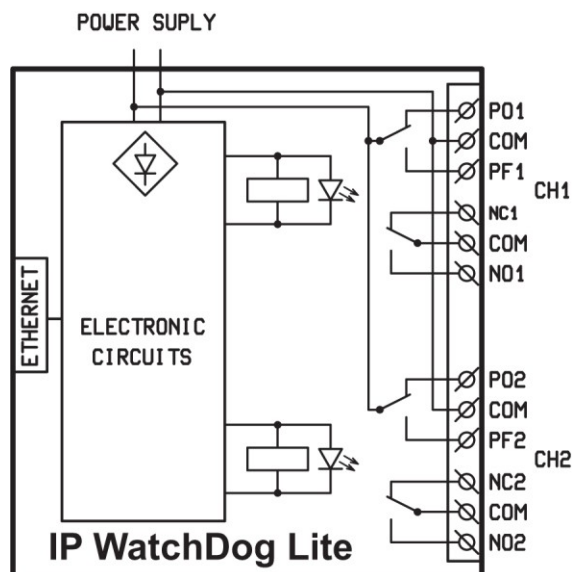 POWER SUPLY
PO1
COM
PF1
CH1
NC1
COM
NO1
ETHERNET
ELECTRONIC
CIRCUITS
PO2
COM
PF2
CH2
NC2
COM
NO2
IP WatchDog Lite